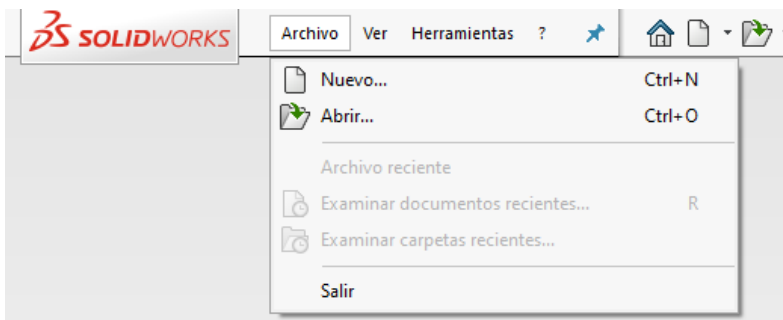 SOLIDWORKS Archivo Ver Herramientas ?
Nuevo... Ctrl+N
Abrir... Ctrl+O
Archivo reciente
Examinar documentos recientes... R
Examinar carpetas recientes...
Salir